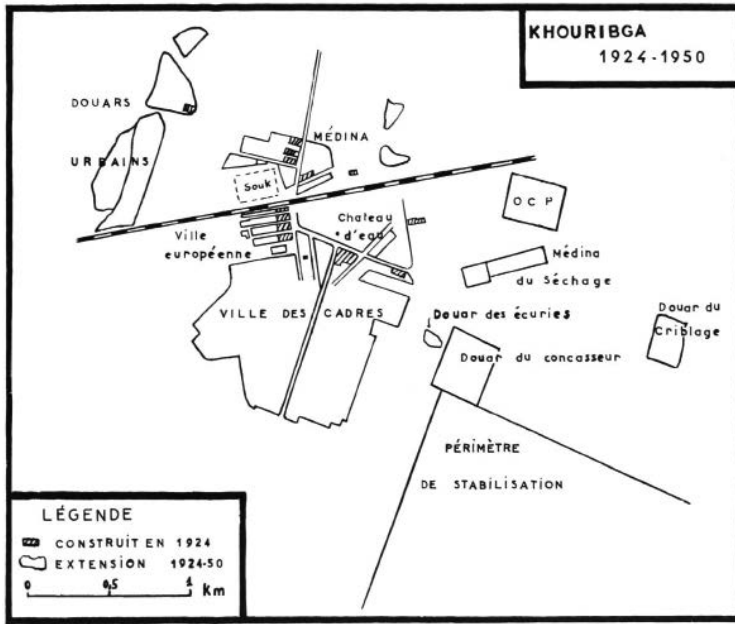 KHOURIBGA
1924-1950
DOUARS
URBAINS
MÉDINA
Souk
Chateau
d'eau
Ville
européenne
OCP
Médina
du Séchage
VILLE DES CADRES
Douar des écuries
Douar du concasseur
Douar du
Criblage
PÉRIMÈTRE
DE STABILISATION
LÉGENDE
CONSTRUIT EN 1924
EXTENSION 1924-50
0 0,5 1
Km